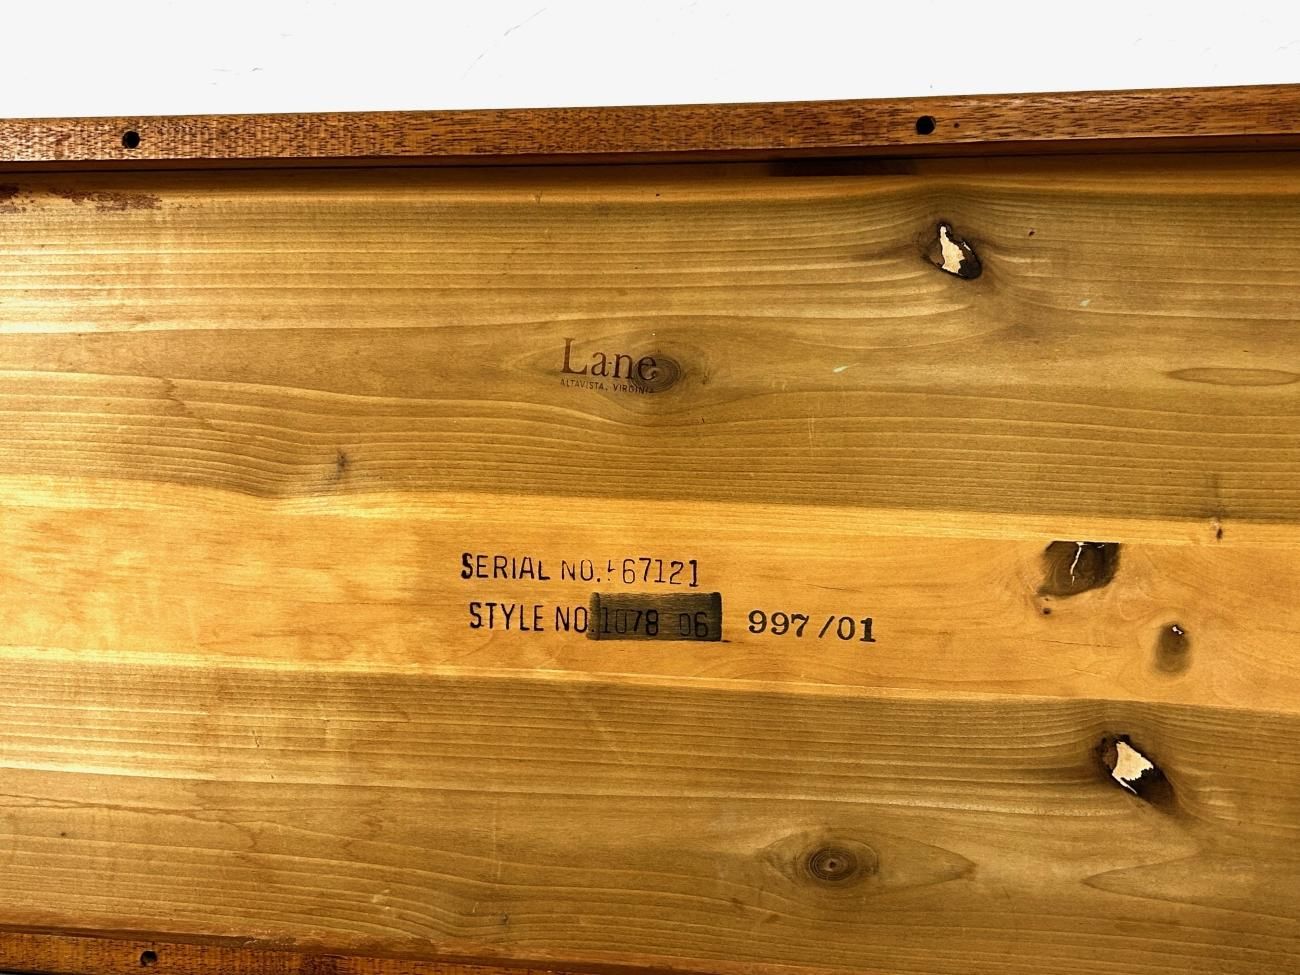 Lane
ALTAVISTA, VIRGINIA
SERIAL NO. 67121
STYLE NO. 1078 06 997/01